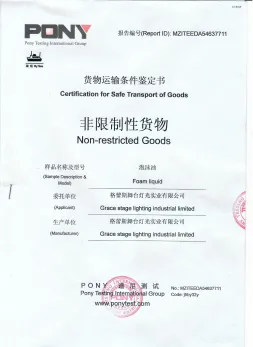 PONY
Pony Testing International Group
报告编号(Report ID): MZITEEDA54637711
货物运输条件鉴定书
Certification for Safe Transport of Goods
非限制性货物
Non-restricted Goods
样品名称及型号
(Sample Description & Model)
泡沫油
Foam liquid
委托单位
(Applicant)
格蕾斯舞台灯光实业有限公司
Grace stage lighting industrial limited
生产单位
(Manufacturer)
格蕾斯舞台灯光实业有限公司
Grace stage lighting industrial limited
PONY 谱尼测试
Pony Testing International Group
www.ponytest.com
No: MZITEEDA54637711